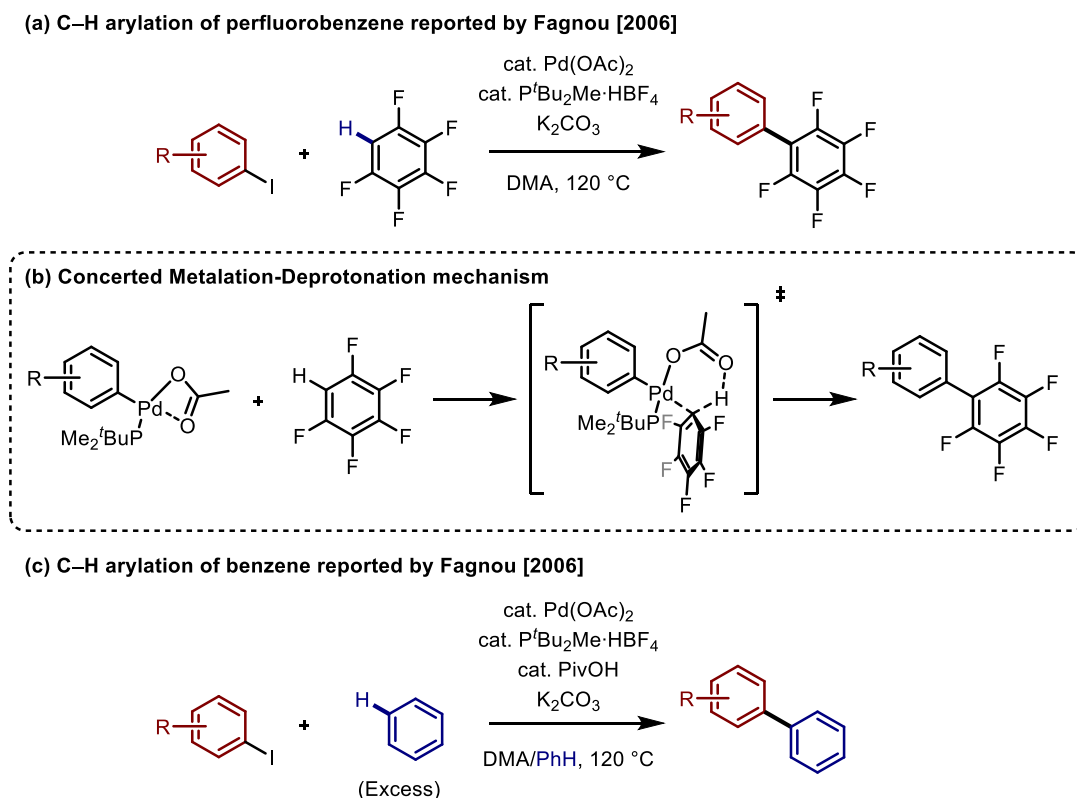 (a) C–H arylation of perfluorobenzene reported by Fagnou [2006]
R
I
+
H
F
F
F
F
F
cat. Pd(OAc)2
cat. PtBu2Me·HBF4
K2CO3
DMA, 120 °C
R
F
F
F
F
F
(b) Concerted Metalation-Deprotonation mechanism
R
Pd
O
O
Me2tBuP
+
H
F
F
F
F
F
R
O
O
Pd
H
Me2tBuP
F
F
F
F
F
‡
R
F
F
F
F
F
(c) C–H arylation of benzene reported by Fagnou [2006]
R
I
+
H
(Excess)
cat. Pd(OAc)2
cat. PtBu2Me·HBF4
cat. PivOH
K2CO3
DMA/PhH, 120 °C
R